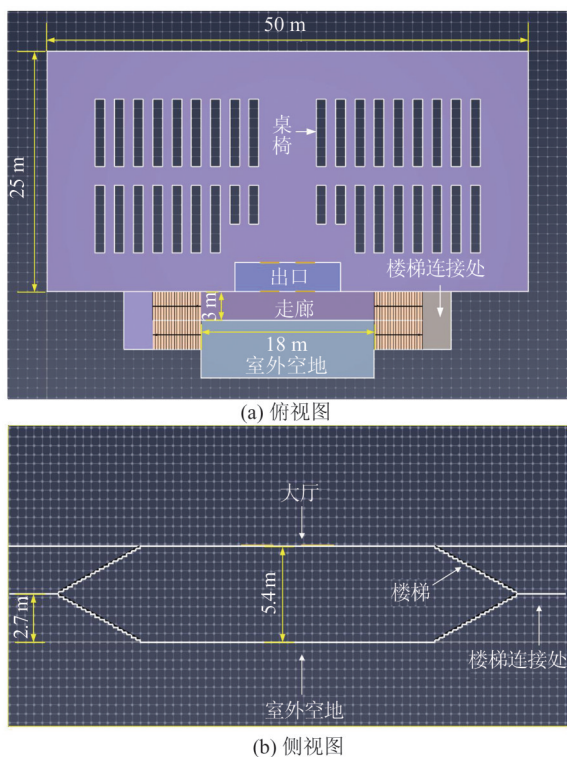 50 m
25 m
桌
椅
出口
楼梯连接处
3 m
走廊
18 m
室外空地
(a) 俯视图
大厅
5.4 m
楼梯
2.7 m
楼梯连接处
室外空地
(b) 侧视图